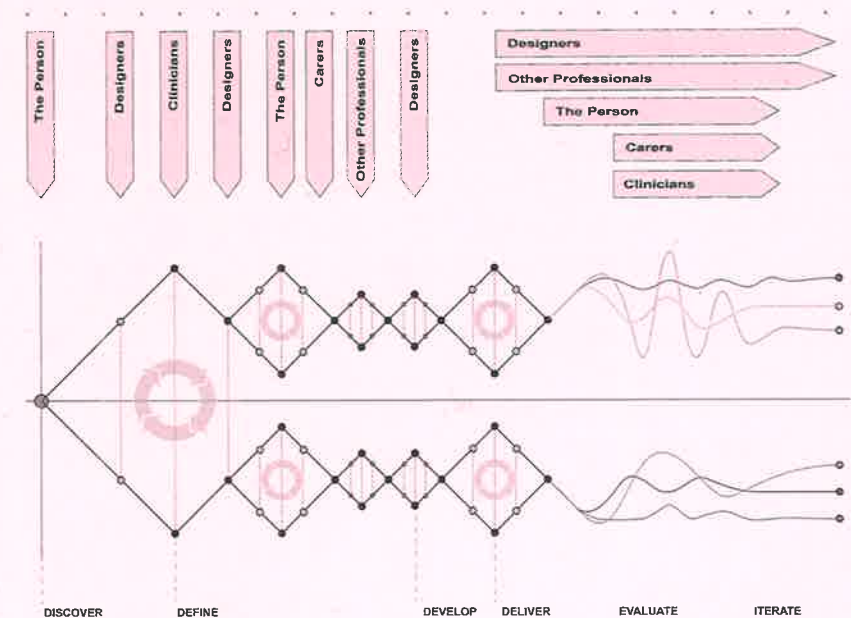 The Person
Designers
Clinicians
Designers
The Person
Carers
Other Professionals
Designers
Designers
Other Professionals
The Person
Carers
Clinicians
DISCOVER
DEFINE
DEVELOP
DELIVER
EVALUATE
ITERATE